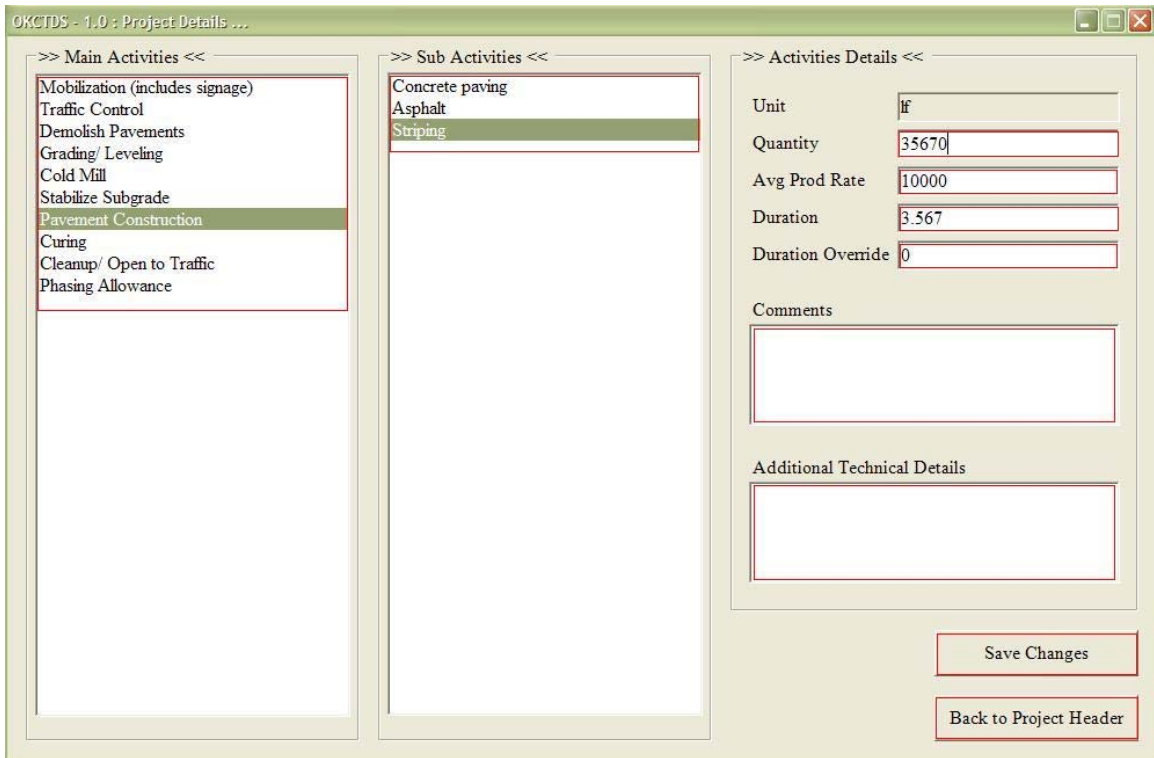 OKCTDS - 1.0 : Project Details ...
>> Main Activities <<
Mobilization (includes signage)
Traffic Control
Demolish Pavements
Grading/ Leveling
Cold Mill
Stabilize Subgrade
Pavement Construction
Curing
Cleanup/ Open to Traffic
Phasing Allowance
>> Sub Activities <<
Concrete paving
Asphalt
Striping
>> Activities Details <<
Unit lf
Quantity 35670
Avg Prod Rate 10000
Duration 3.567
Duration Override 0
Comments
Additional Technical Details
Save Changes
Back to Project Header